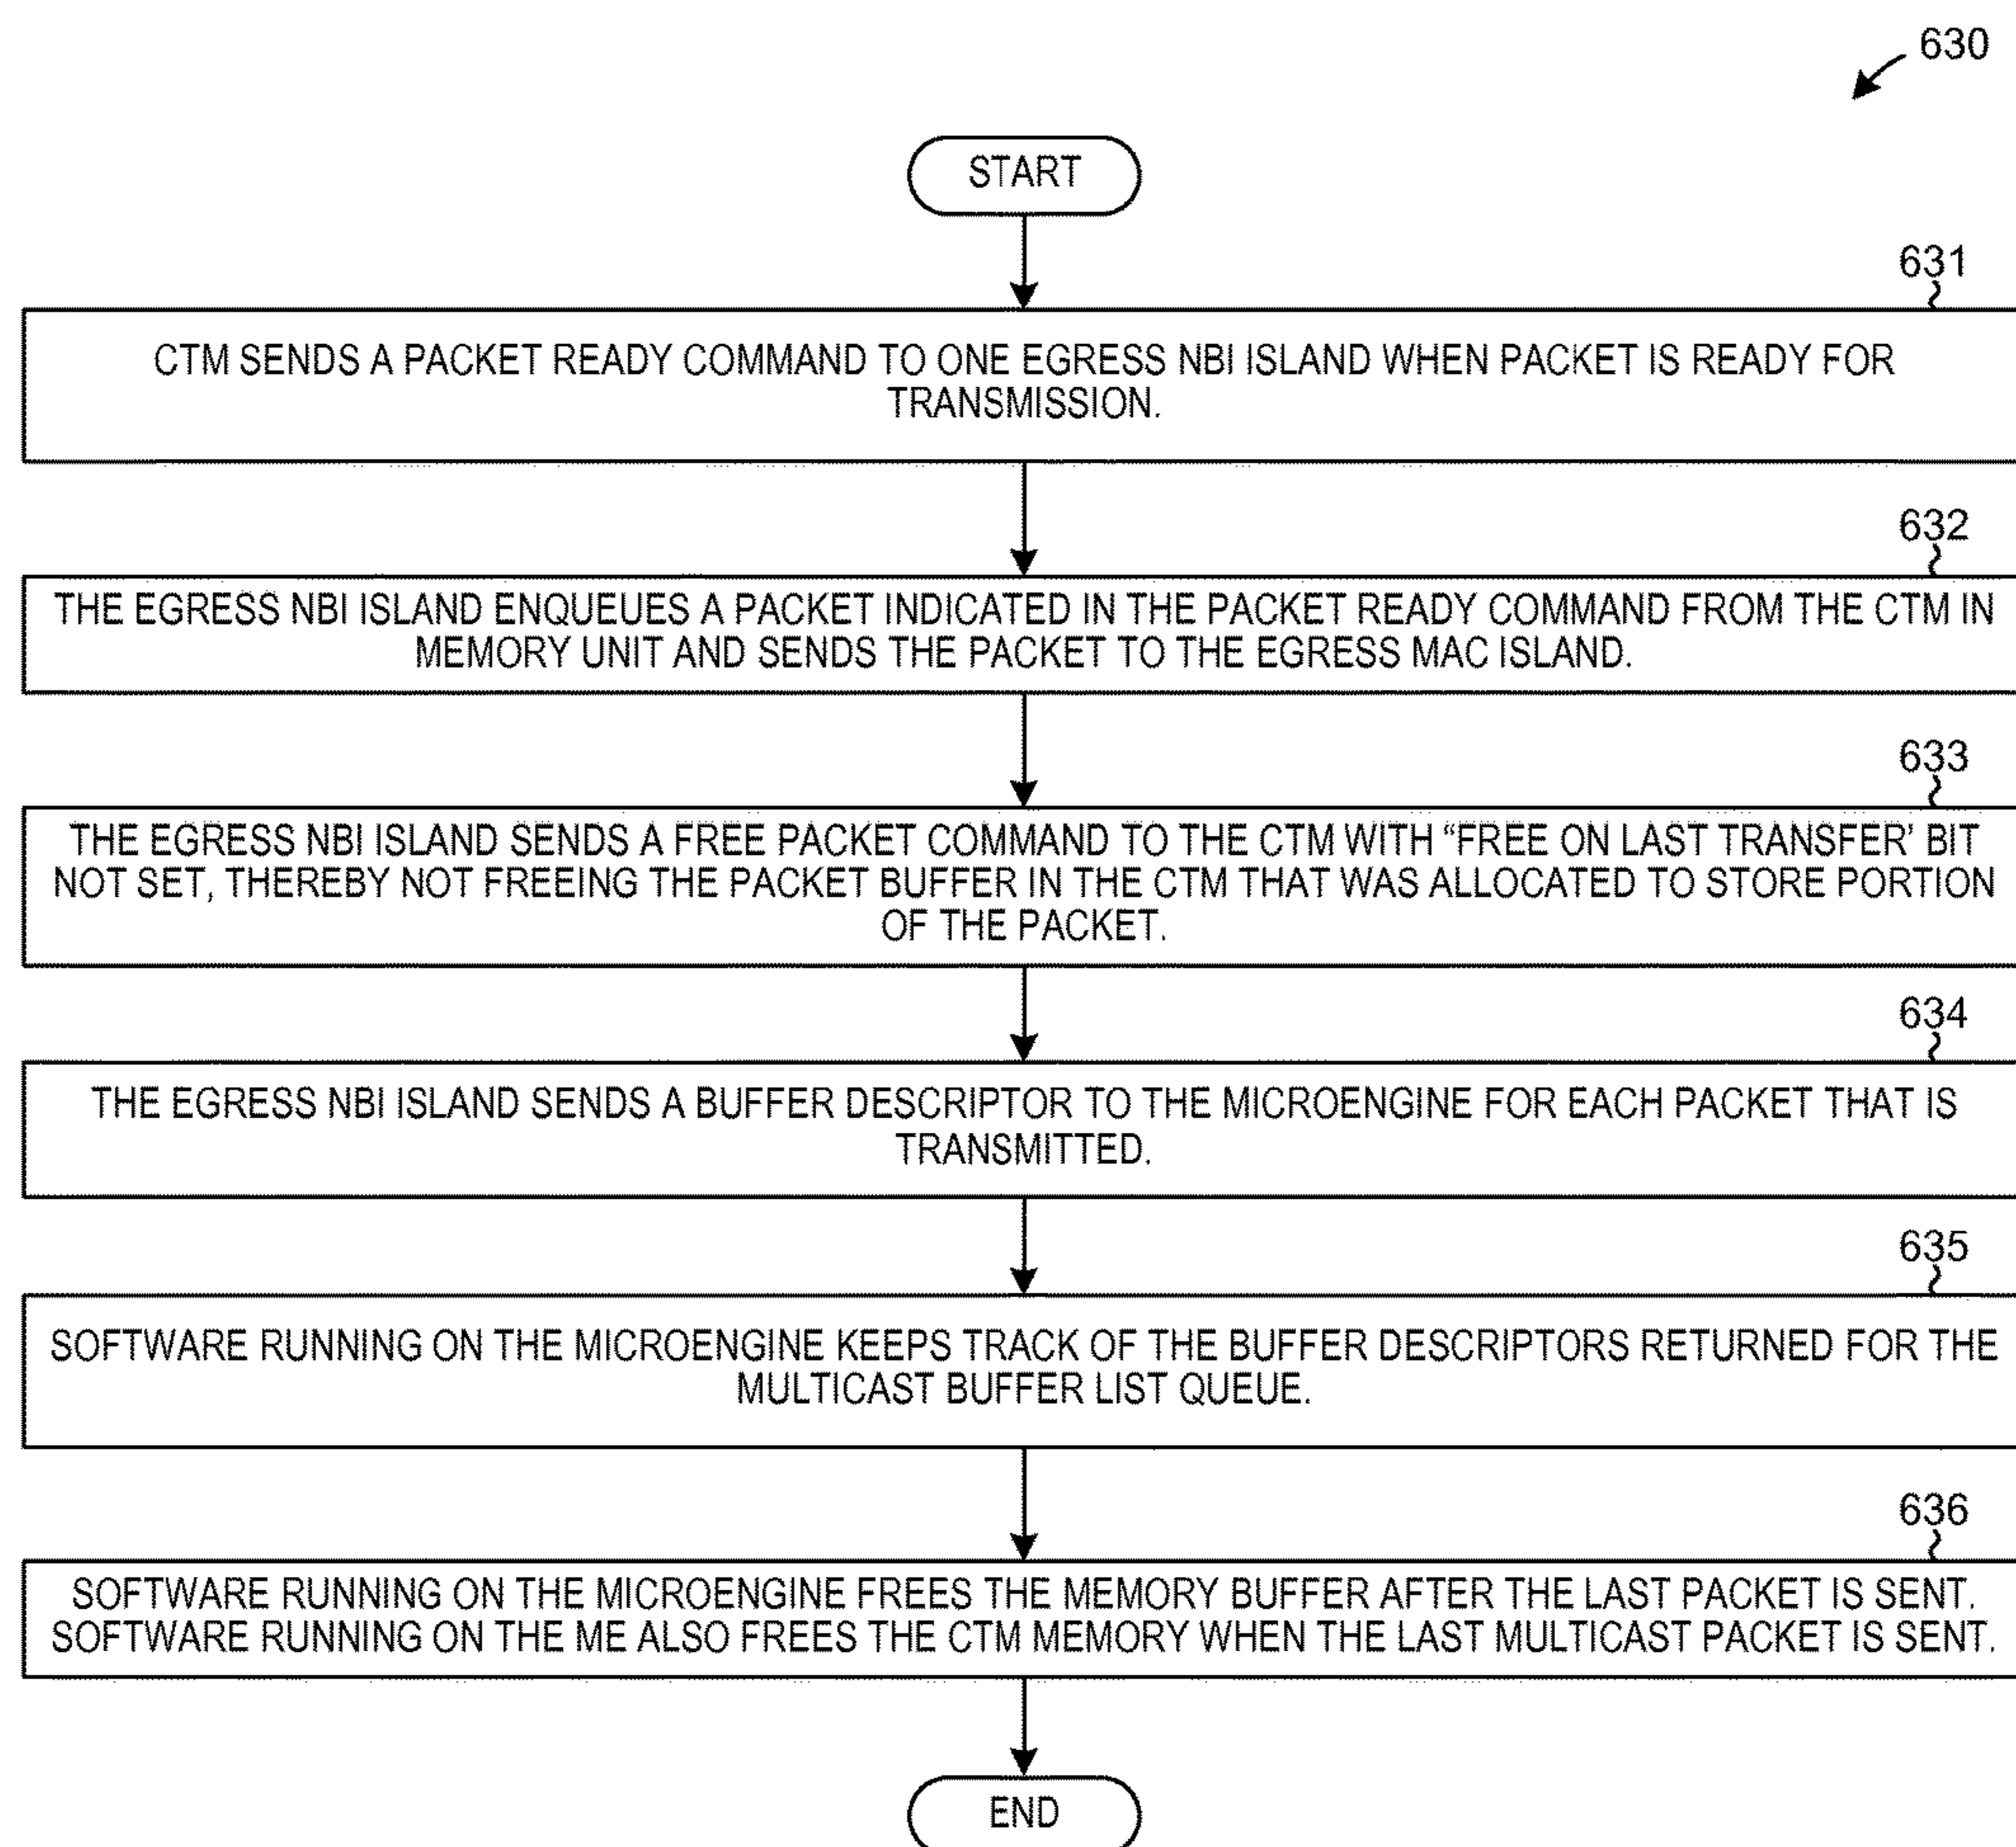 630
START
631
CTM SENDS A PACKET READY COMMAND TO ONE EGRESS NBI ISLAND WHEN PACKET IS READY FOR
TRANSMISSION.
632
THE EGRESS NBI ISLAND ENQUEUES A PACKET INDICATED IN THE PACKET READY COMMAND FROM THE CTM IN
MEMORY UNIT AND SENDS THE PACKET TO THE EGRESS MAC ISLAND.
633
THE EGRESS NBI ISLAND SENDS A FREE PACKET COMMAND TO THE CTM WITH “FREE ON LAST TRANSFER’ BIT
NOT SET, THEREBY NOT FREEING THE PACKET BUFFER IN THE CTM THAT WAS ALLOCATED TO STORE PORTION
OF THE PACKET.
634
THE EGRESS NBI ISLAND SENDS A BUFFER DESCRIPTOR TO THE MICROENGINE FOR EACH PACKET THAT IS
TRANSMITTED.
635
SOFTWARE RUNNING ON THE MICROENGINE KEEPS TRACK OF THE BUFFER DESCRIPTORS RETURNED FOR THE
MULTICAST BUFFER LIST QUEUE.
636
SOFTWARE RUNNING ON THE MICROENGINE FREES THE MEMORY BUFFER AFTER THE LAST PACKET IS SENT.
SOFTWARE RUNNING ON THE ME ALSO FREES THE CTM MEMORY WHEN THE LAST MULTICAST PACKET IS SENT.
END